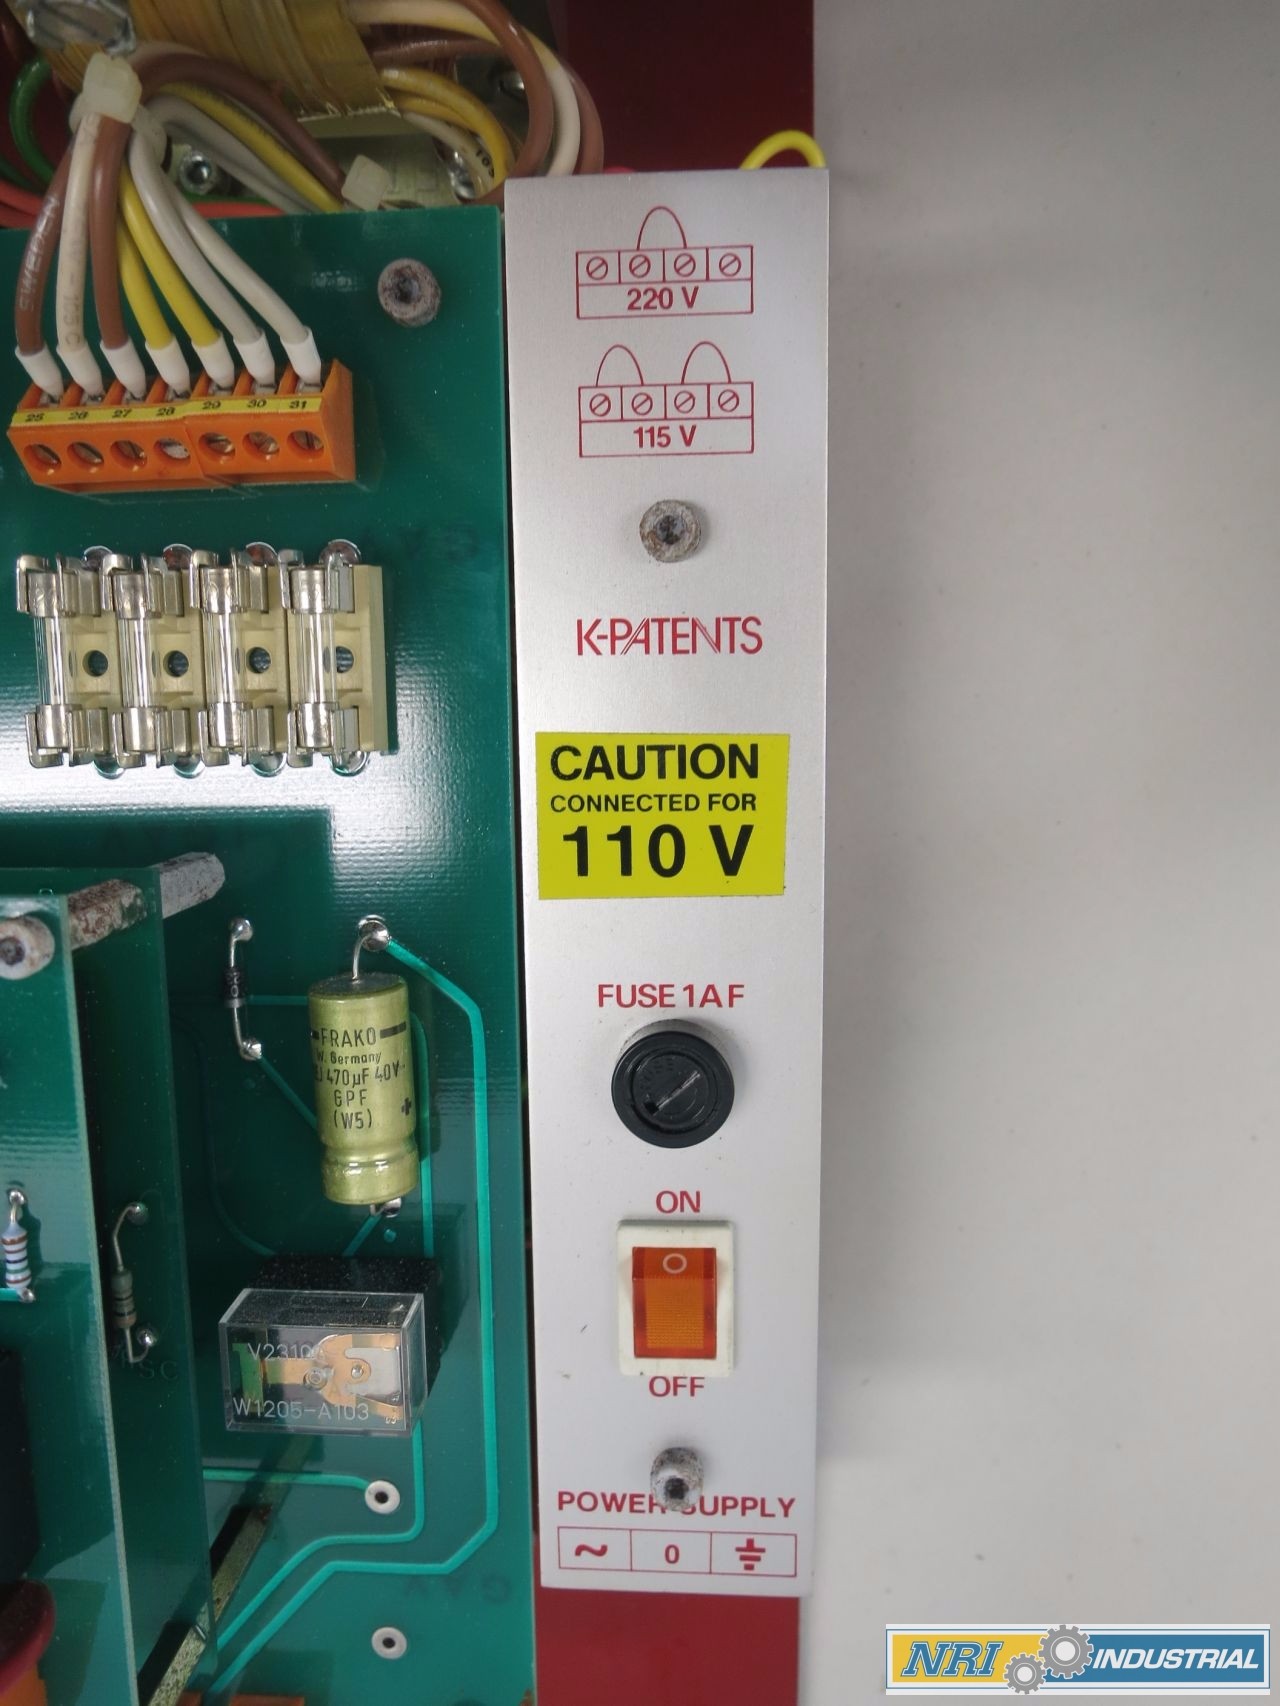 220 V
115 V
25 26 27 28 29 30 31
K-PATENTS
CAUTION
CONNECTED FOR
110 V
FUSE 1A F
FRAKO
W. Germany
470µF 40V
GPF
(W5)
+
ON
OFF
W1205-A103
POWER SUPPLY
~ 0
NRI INDUSTRIAL